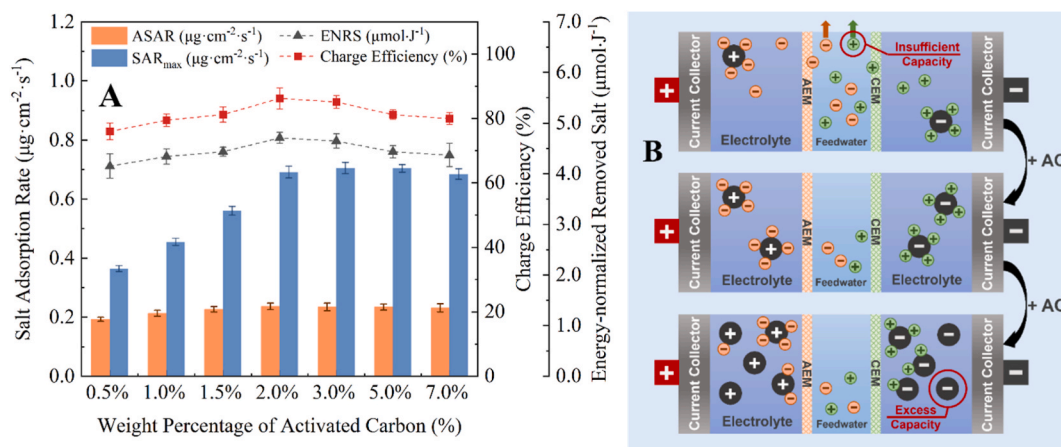 A
ASAR (μg·cm⁻²·s⁻¹)
SARmax (μg·cm⁻²·s⁻¹)
ENRS (μmol·J⁻¹)
Charge Efficiency (%)
Salt Adsorption Rate (μg·cm⁻²·s⁻¹)
1.2
1.0
0.8
0.6
0.4
0.2
0.0
Charge Efficiency (%)
100
80
60
40
20
0
Energy-normalized Removed Salt (μmol·J⁻¹)
7.0
6.0
5.0
4.0
3.0
2.0
1.0
0.0
0.5% 1.0% 1.5% 2.0% 3.0% 5.0% 7.0%
Weight Percentage of Activated Carbon (%)
B
Current Collector
Electrolyte
AEM
Feedwater
CEM
Insufficient
Capacity
Current Collector
+ AC
Current Collector
Electrolyte
AEM
Feedwater
CEM
Electrolyte
Current Collector
+ AC
Current Collector
Electrolyte
AEM
Feedwater
CEM
Excess
Capacity
Current Collector